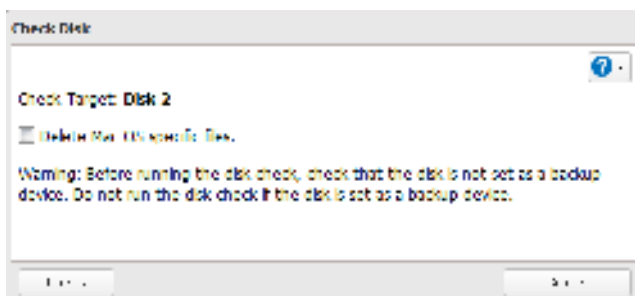 Check Disk
Check Target: Disk 2
Delete Mac OS specific files.
Warning: Before running the disk check, check that the disk is not set as a backup
device. Do not run the disk check if the disk is set as a backup device.